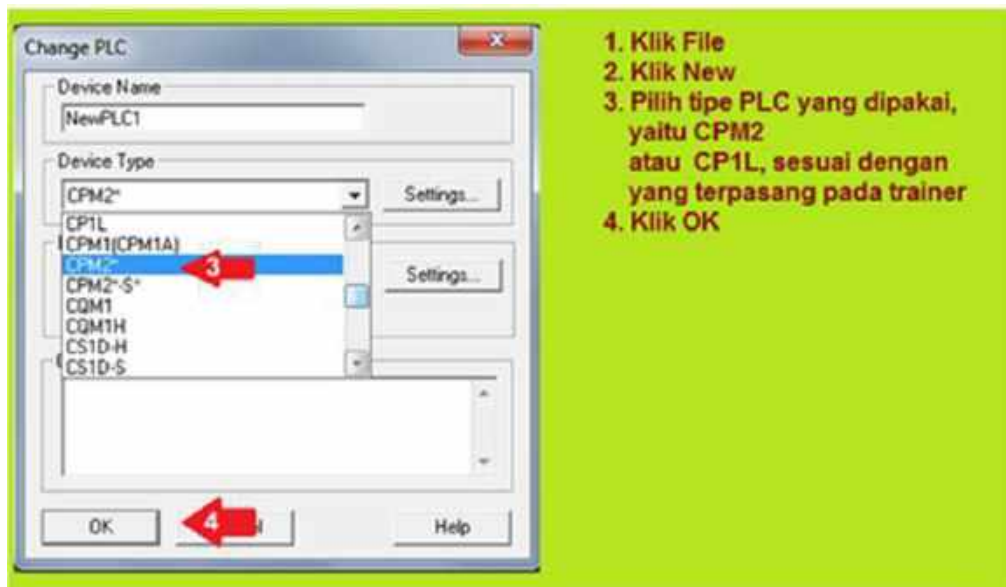 Change PLC
Device Name
NewPLC1
Device Type
CPM2*
Settings...
CP1L
CPM1(CPM1A)
CPM2*
3
CPM2*-S*
Settings...
CQM1
CQM1H
CS1D-H
CS1D-S
OK
4
Help
1. Klik File
2. Klik New
3. Pilih tipe PLC yang dipakai,
yaitu CPM2
atau CP1L, sesuai dengan
yang terpasang pada trainer
4. Klik OK